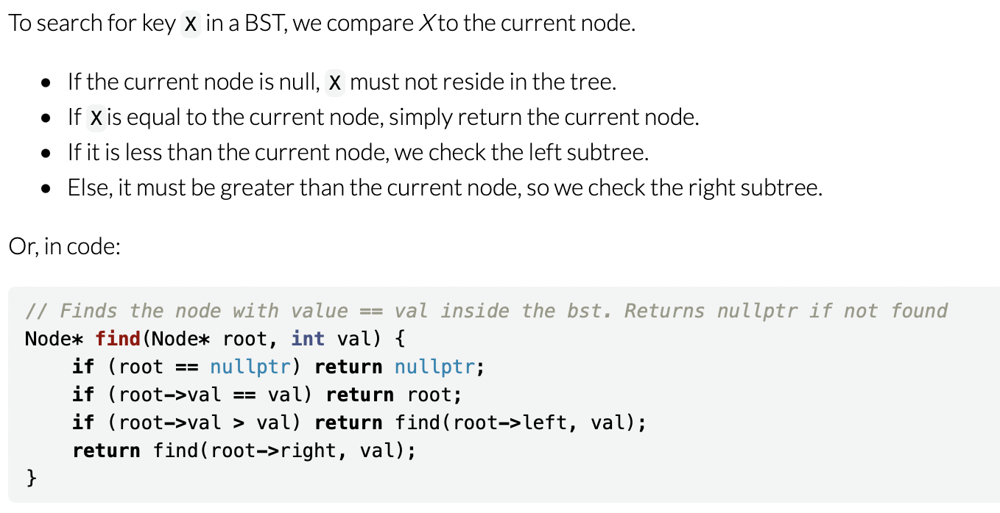 To search for key X in a BST, we compare X to the current node.
• If the current node is null, X must not reside in the tree.
• If X is equal to the current node, simply return the current node.
• If it is less than the current node, we check the left subtree.
• Else, it must be greater than the current node, so we check the right subtree.
Or, in code:
// Finds the node with value == val inside the bst. Returns nullptr if not found
Node* find(Node* root, int val) {
    if (root == nullptr) return nullptr;
    if (root->val == val) return root;
    if (root->val > val) return find(root->left, val);
    return find(root->right, val);
}